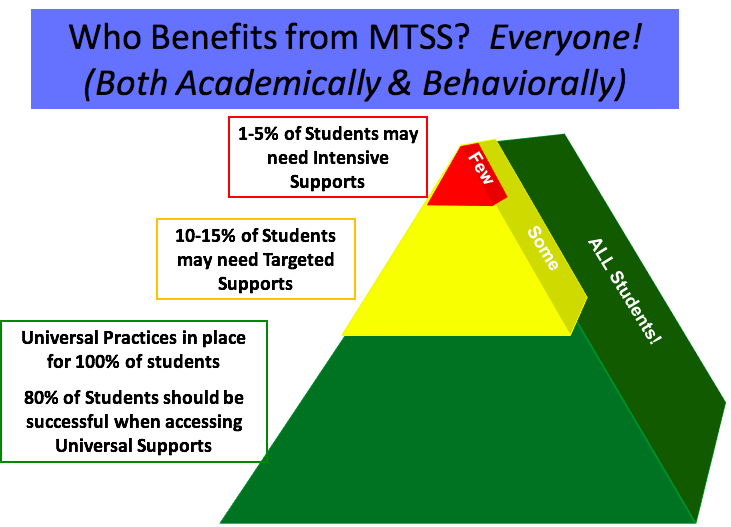 Who Benefits from MTSS? Everyone!
(Both Academically & Behaviorally)
1-5% of Students may
need Intensive
Supports
Few
10-15% of Students
may need Targeted
Supports
Some
ALL Students!
Universal Practices in place
for 100% of students
80% of Students should be
successful when accessing
Universal Supports